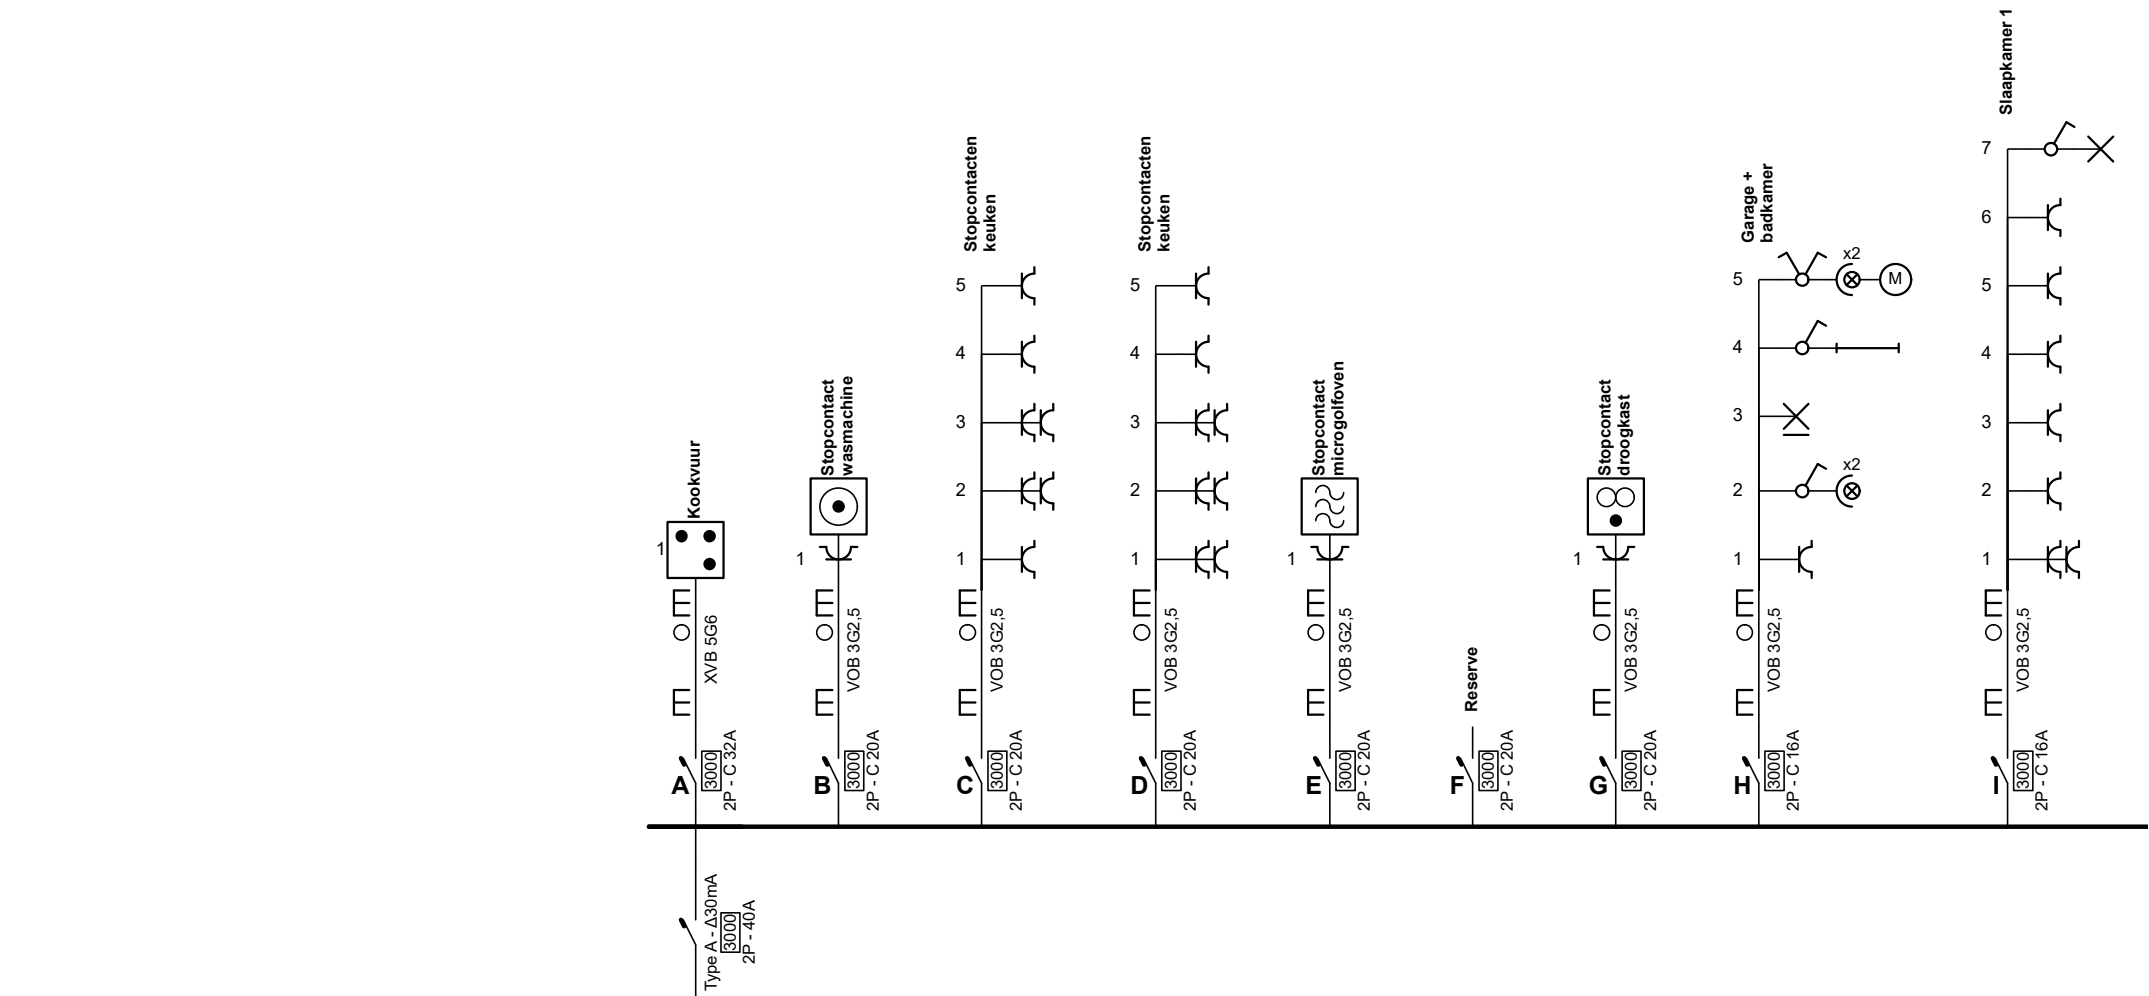 Kookvuur
1
XVB 5G6
A
3000
2P - C 32A
Stopcontact
wasmachine
1
VOB 3G2,5
B
3000
2P - C 20A
Stopcontacten
keuken
5
4
3
2
1
VOB 3G2,5
C
3000
2P - C 20A
Stopcontacten
keuken
5
4
3
2
1
VOB 3G2,5
D
3000
2P - C 20A
Stopcontact
microgolfoven
1
VOB 3G2,5
E
3000
2P - C 20A
Reserve
F
3000
2P - C 20A
Stopcontact
droogkast
1
VOB 3G2,5
G
3000
2P - C 20A
Garage +
badkamer
x2
5
M
4
3
x2
2
1
VOB 3G2,5
H
3000
2P - C 16A
Slaapkamer 1
7
6
5
4
3
2
1
VOB 3G2,5
I
3000
2P - C 16A
Type A - Δ30mA
3000
2P - 40A